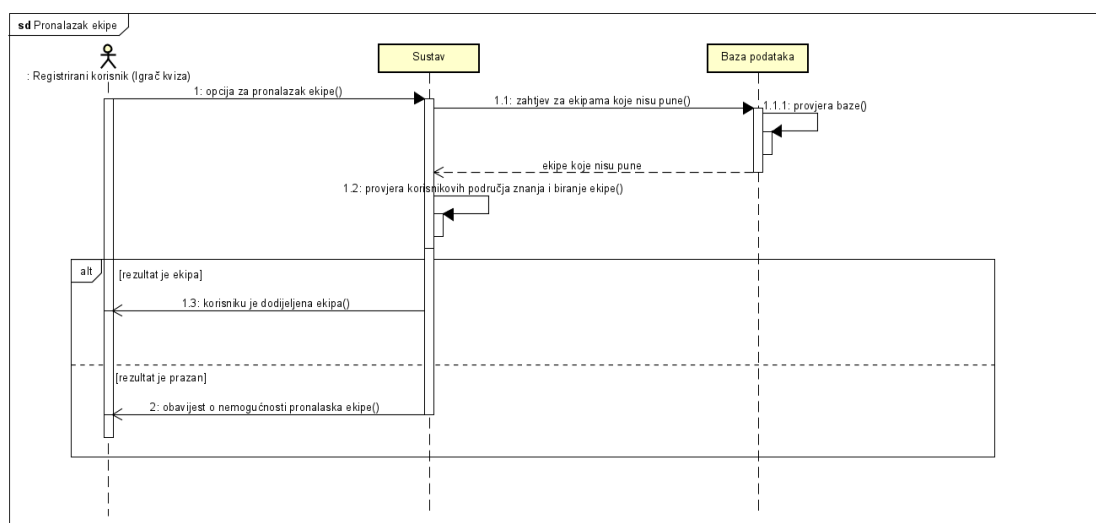 sd Pronalazak ekipe
: Registrirani korisnik (Igrač kviza)
Sustav
Baza podataka
1: opcija za pronalazak ekipe()
1.1: zahtjev za ekipama koje nisu pune()
1.1.1: provjera baze()
ekipe koje nisu pune
1.2: provjera korisnikovih područja znanja i biranje ekipe()
alt
[rezultat je ekipa]
1.3: korisniku je dodijeljena ekipa()
[rezultat je prazan]
2: obavijest o nemogućnosti pronalaska ekipe()